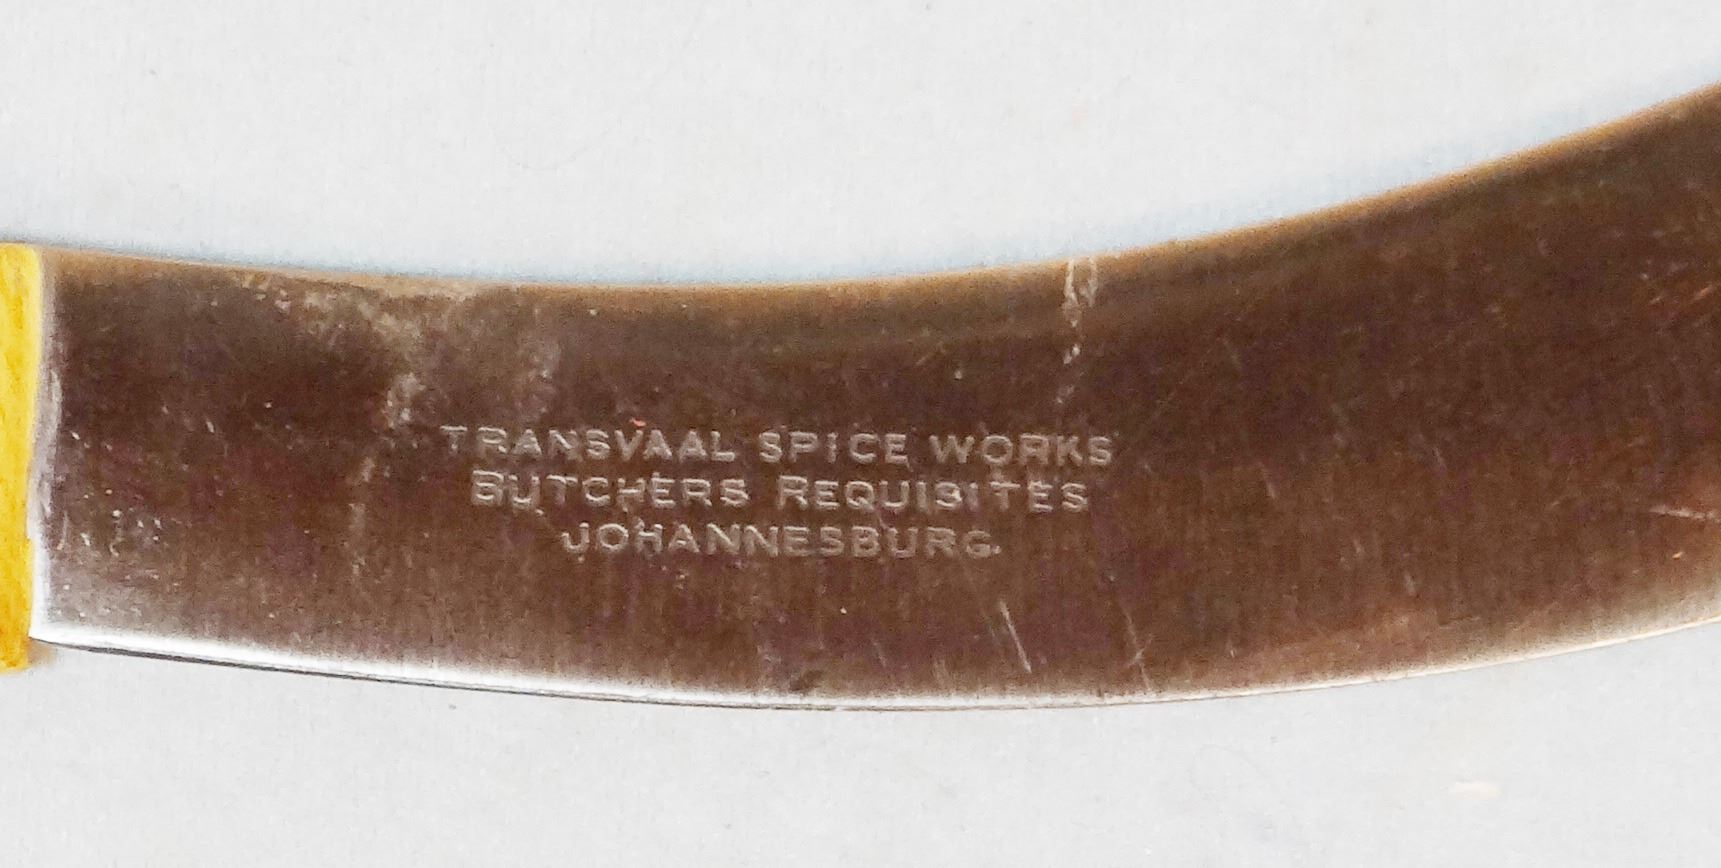 TRANSVAAL SPICE WORKS
BUTCHERS REQUISITES
JOHANNESBURG.